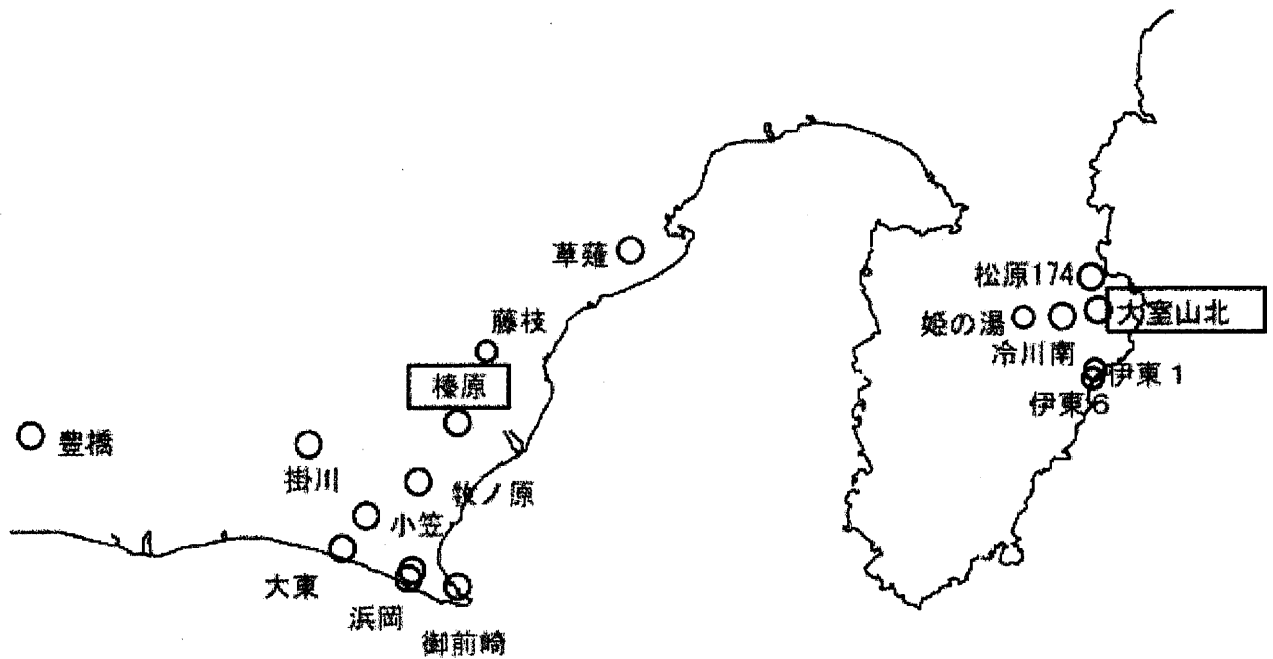 草薙
松原174
大室山北
姫の湯
藤枝
冷川南
榛原
伊東1
伊東6
豊橋
掛川
牧ノ原
小笠
大東
浜岡
御前崎